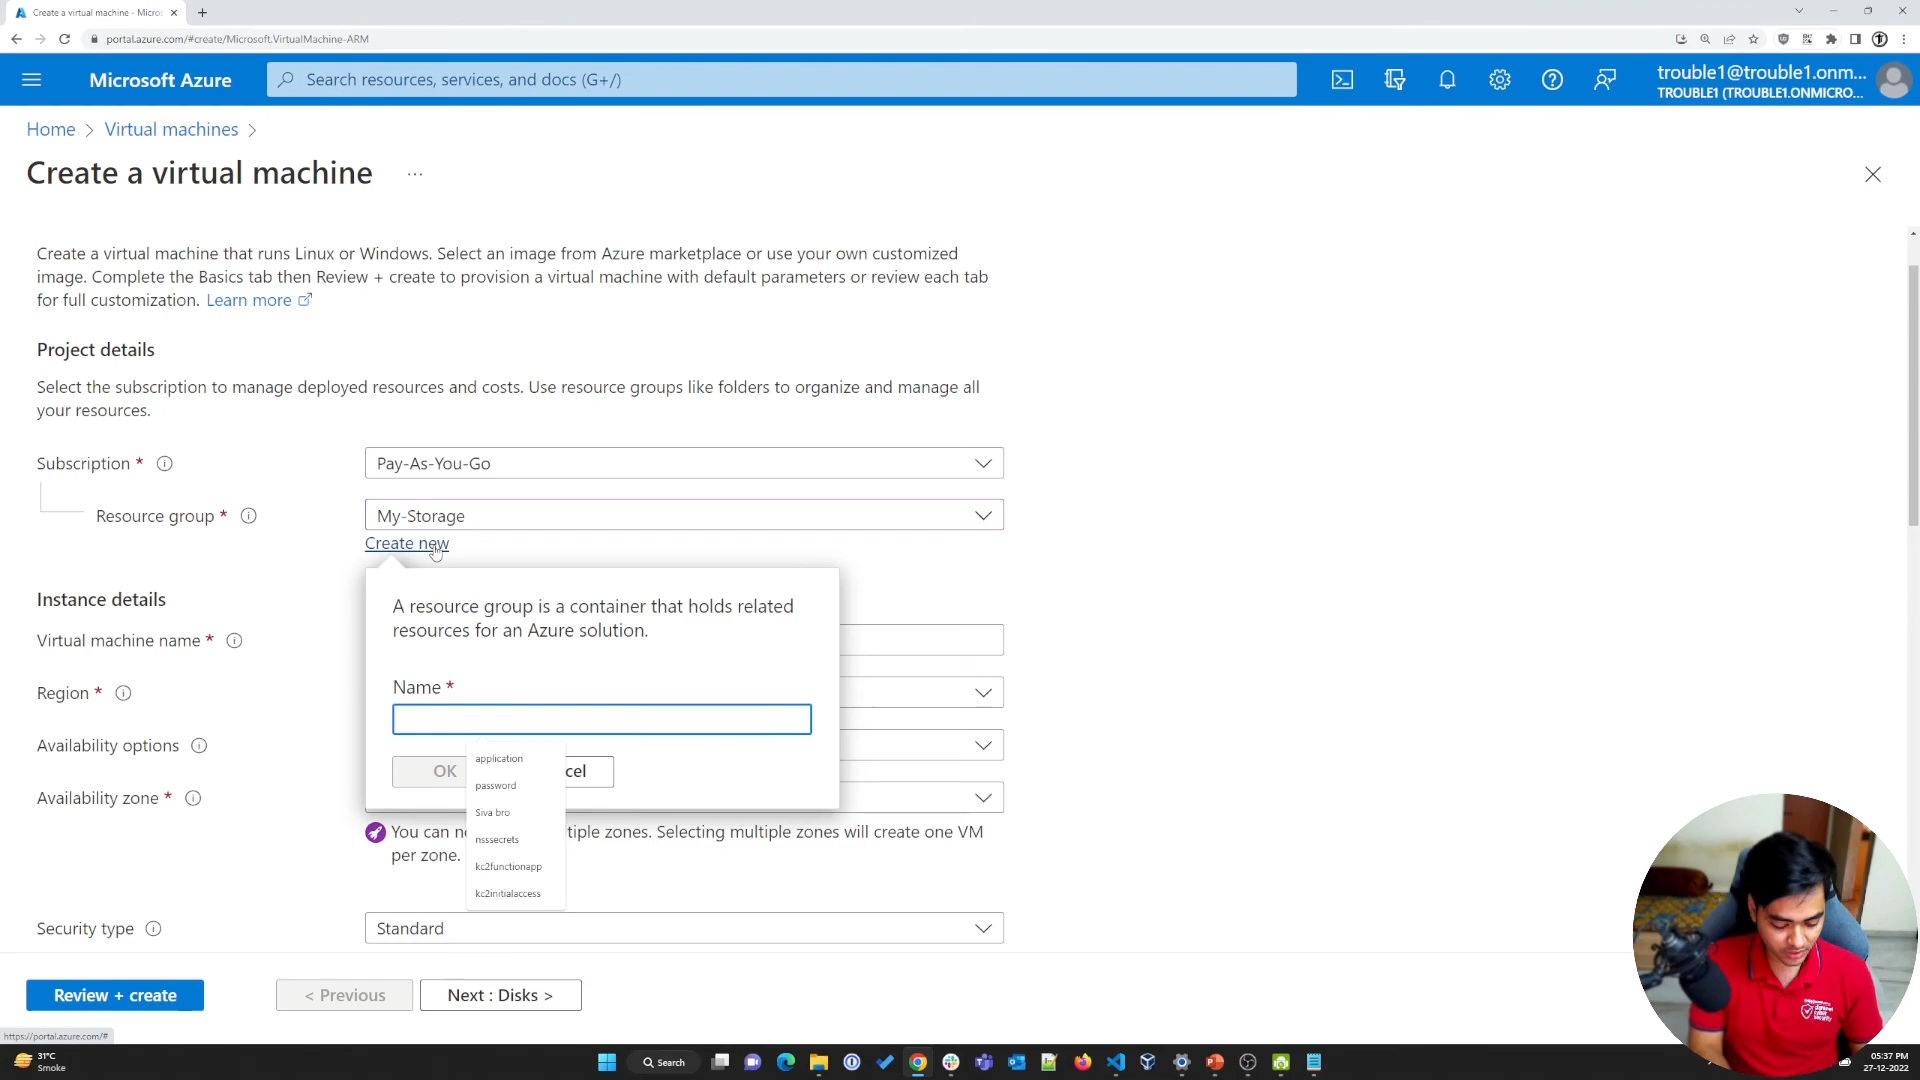 Create a virtual machine - Micros
portal.azure.com/#create/Microsoft.VirtualMachine-ARM
Microsoft Azure
Search resources, services, and docs (G+/)
trouble1@trouble1.onm...
TROUBLE1 (TROUBLE1.ONMICRO...
Home > Virtual machines >
Create a virtual machine ...
Create a virtual machine that runs Linux or Windows. Select an image from Azure marketplace or use your own customized
image. Complete the Basics tab then Review + create to provision a virtual machine with default parameters or review each tab
for full customization. Learn more
Project details
Select the subscription to manage deployed resources and costs. Use resource groups like folders to organize and manage all
your resources.
Subscription * Pay-As-You-Go
Resource group * My-Storage
Create new
A resource group is a container that holds related
resources for an Azure solution.
Name *
OK
cel
application
password
Siva bro
nsssecrets
kc2functionapp
kc2initialaccess
Instance details
Virtual machine name *
Region *
Availability options
Availability zone *
You can n tiple zones. Selecting multiple zones will create one VM
per zone.
Security type Standard
Review + create
< Previous
Next : Disks >
https://portal.azure.com/#
31°C
Smoke
Search
05:37 PM
27-12-2022